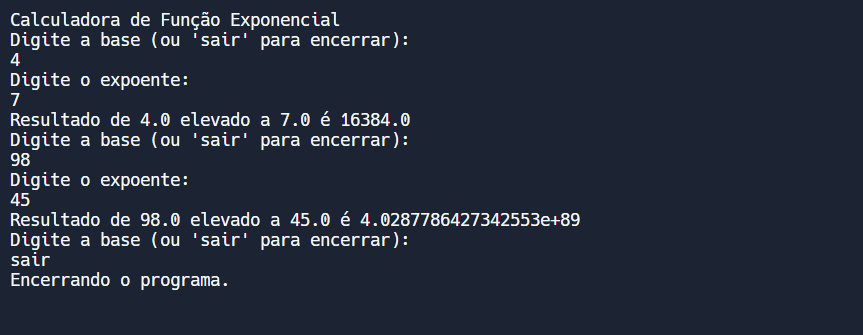 Calculadora de Função Exponencial
Digite a base (ou 'sair' para encerrar):
4
Digite o expoente:
7
Resultado de 4.0 elevado a 7.0 é 16384.0
Digite a base (ou 'sair' para encerrar):
98
Digite o expoente:
45
Resultado de 98.0 elevado a 45.0 é 4.0287786427342553e+89
Digite a base (ou 'sair' para encerrar):
sair
Encerrando o programa.